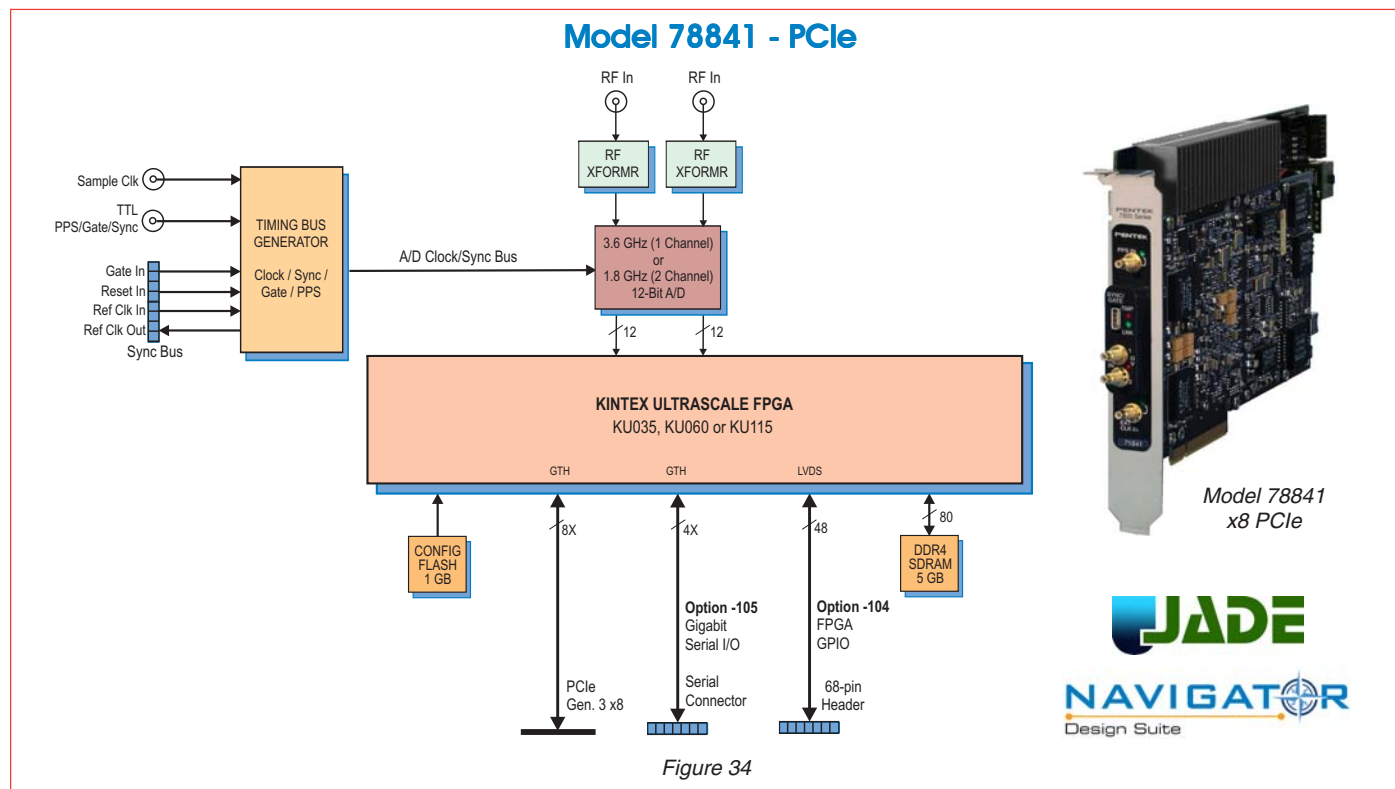 Model 78841 - PCIe
RF In
RF In
RF
XFORMR
RF
XFORMR
Sample Clk
TTL
PPS/Gate/Sync
Gate In
Reset In
Ref Clk In
Ref Clk Out
Sync Bus
TIMING BUS
GENERATOR
Clock / Sync /
Gate / PPS
A/D Clock/Sync Bus
3.6 GHz (1 Channel)
or
1.8 GHz (2 Channel)
12-Bit A/D
12
12
KINTEX ULTRASCALE FPGA
KU035, KU060 or KU115
GTH
GTH
LVDS
8X
4X
48
80
CONFIG
FLASH
1 GB
DDR4
SDRAM
5 GB
Option -105
Gigabit
Serial I/O
Serial
Connector
Option -104
FPGA
GPIO
68-pin
Header
PCIe
Gen. 3 x8
Figure 34
PENTEK
PENTEK
SYNC/
GATE
LNK
Model 78841
x8 PCIe
JADE
NAVIGATOR
Design Suite